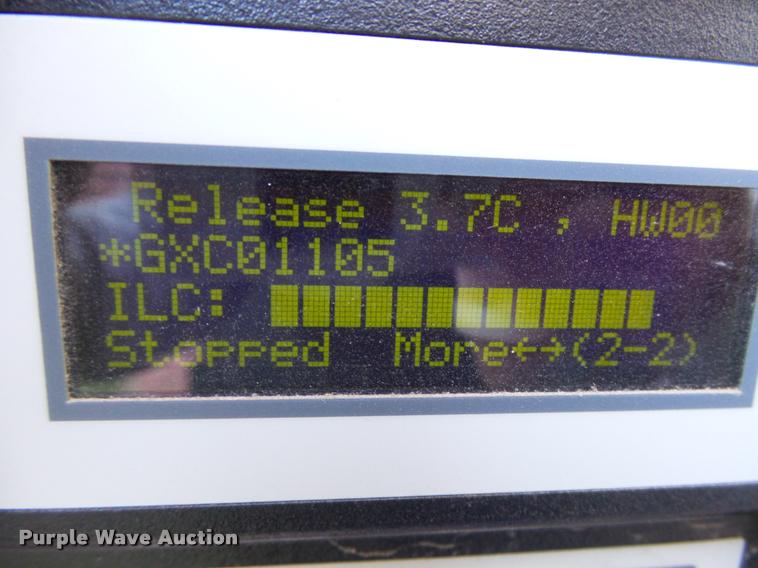 Release 3.7C , HW00
*GXC01105
ILC:
Stopped More←→(2-2)
Purple Wave Auction